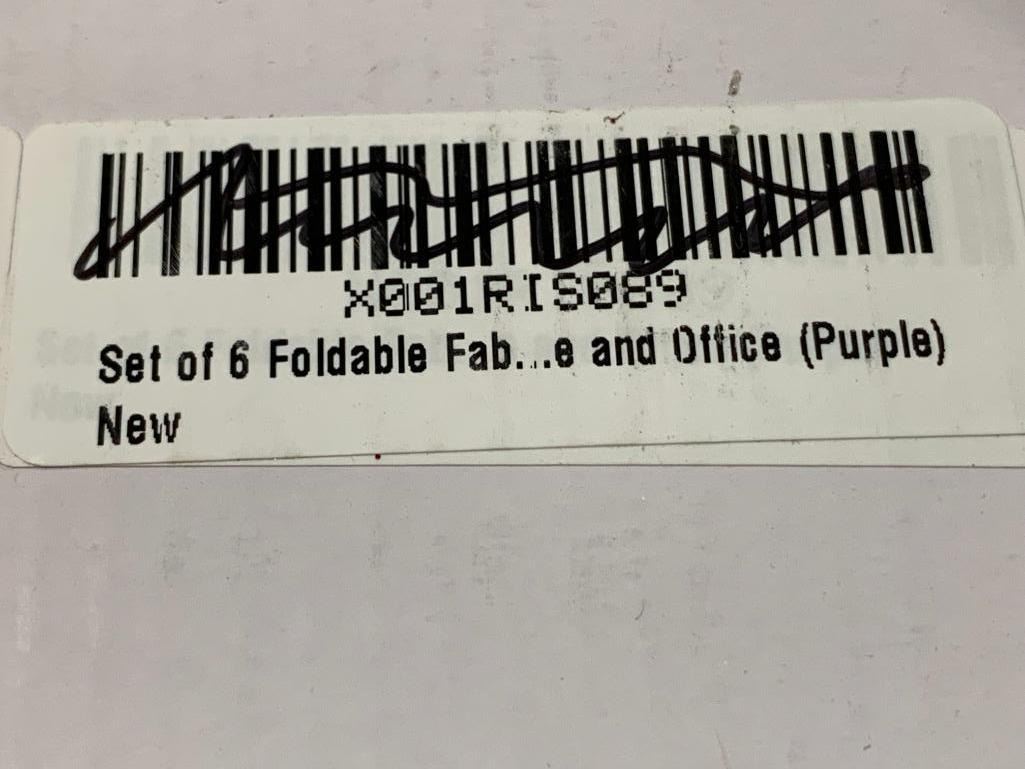 X001RIS089
Set of 6 Foldable Fab...e and Office (Purple)
New